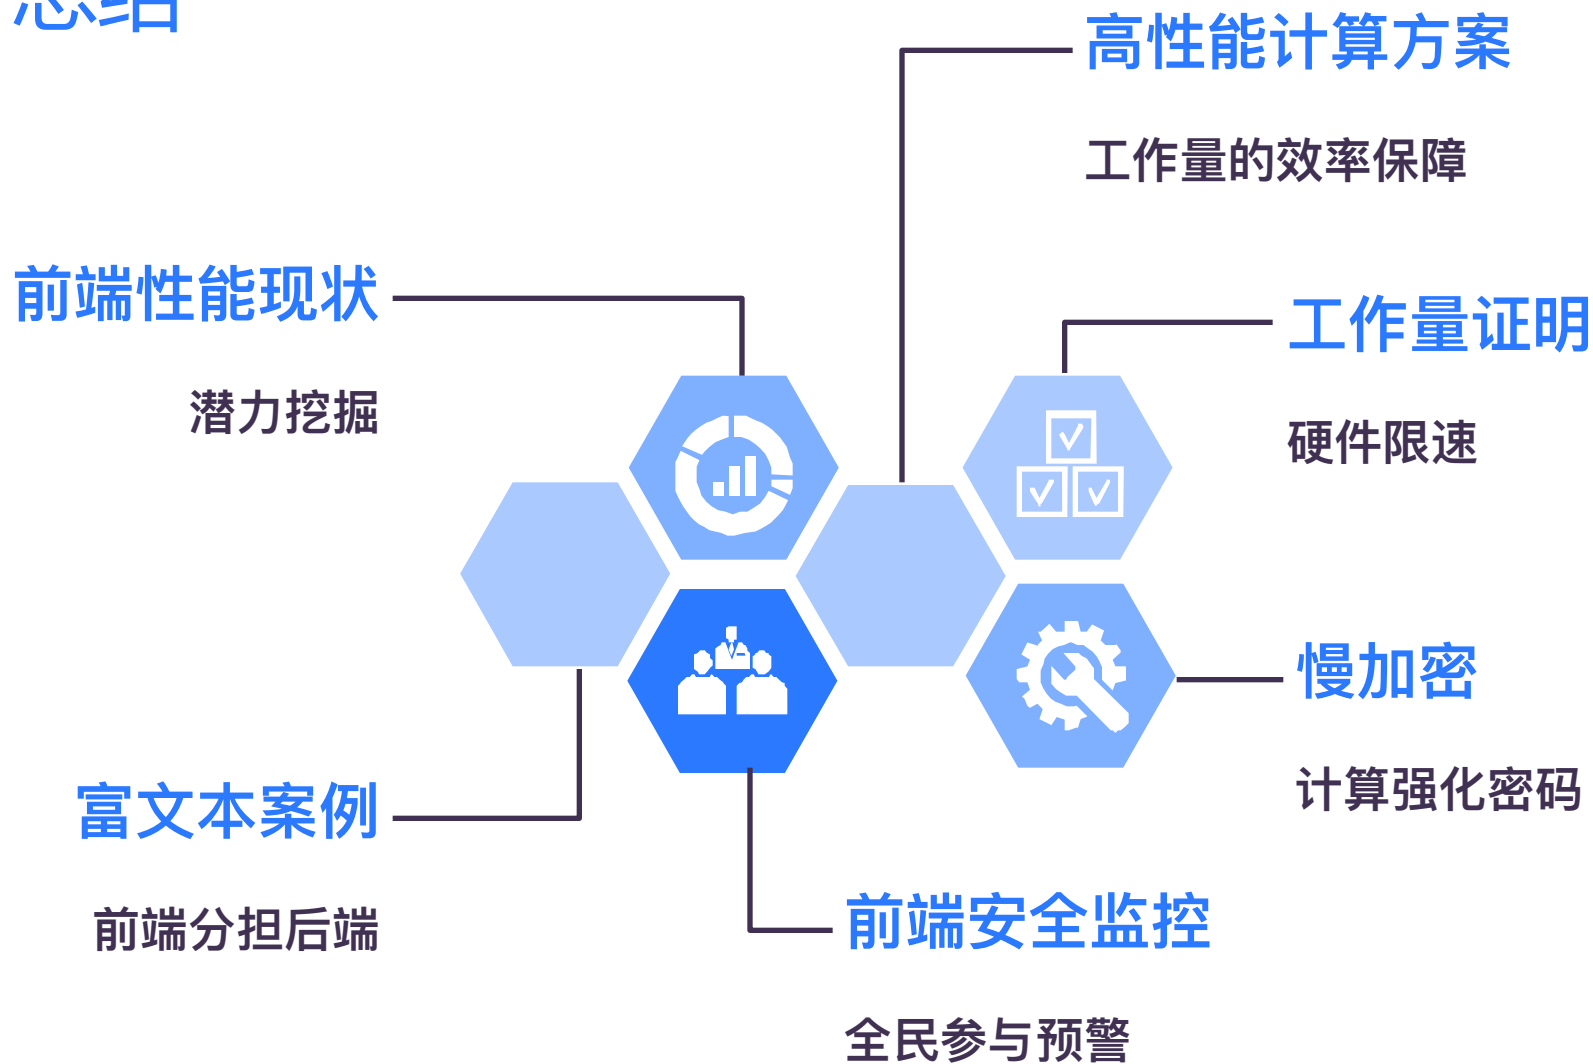 总结
高性能计算方案
工作量的效率保障
前端性能现状
潜力挖掘
工作量证明
硬件限速
慢加密
计算强化密码
富文本案例
前端分担后端
前端安全监控
全民参与预警